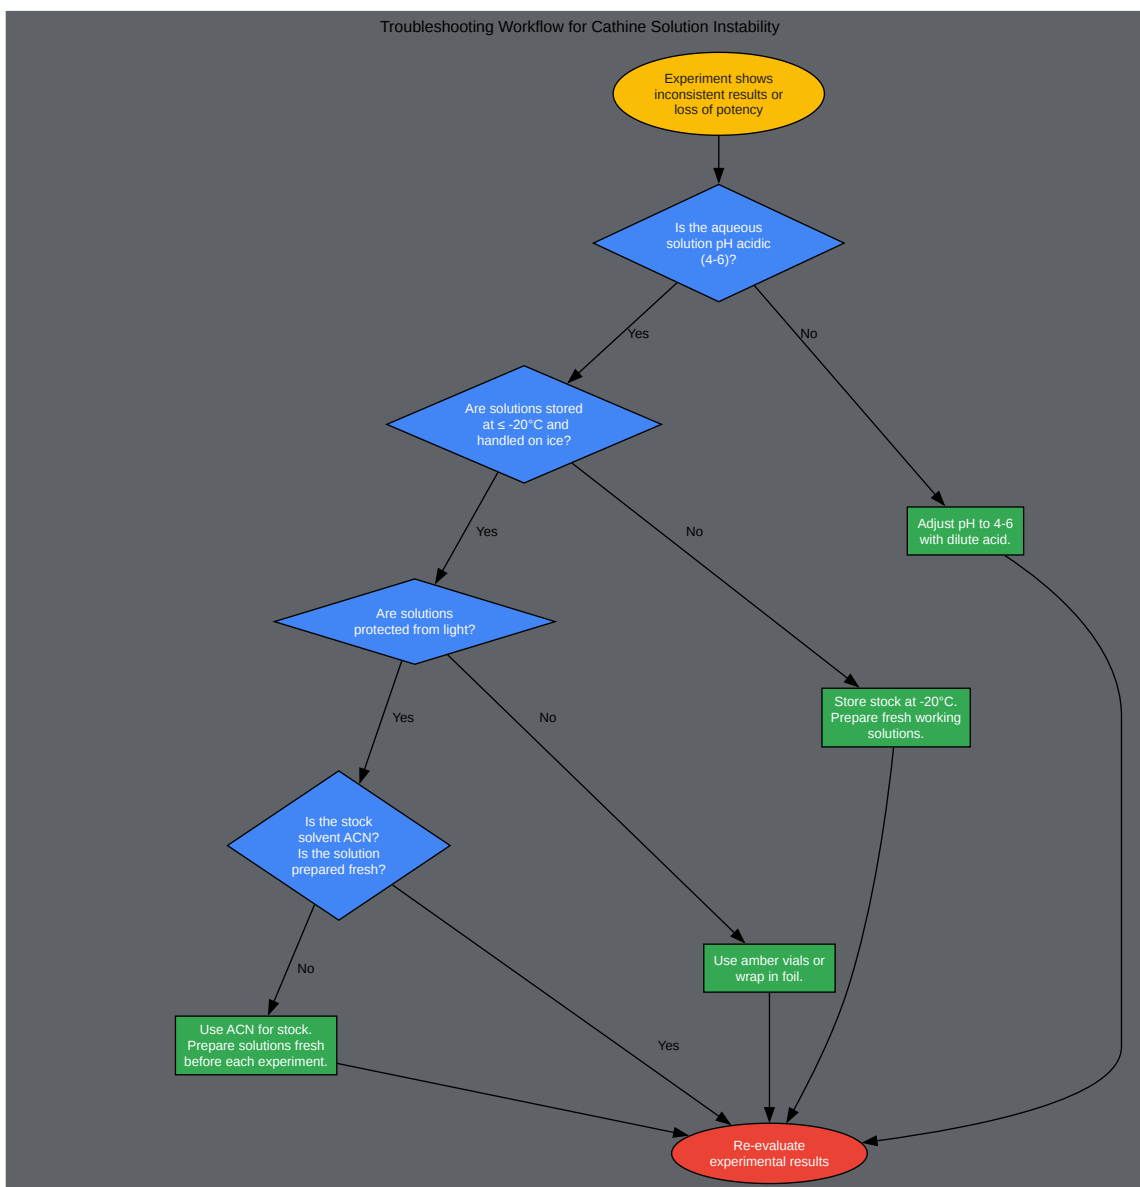 Troubleshooting Workflow for Cathine Solution Instability
Experiment shows
inconsistent results or
loss of potency
Is the aqueous
solution pH acidic
(4-6)?
Yes
No
Are solutions stored
at ≤ -20°C and
handled on ice?
Yes
No
Adjust pH to 4-6
with dilute acid.
Are solutions
protected from light?
Yes
No
Store stock at -20°C.
Prepare fresh working
solutions.
Is the stock
solvent ACN?
Is the solution
prepared fresh?
No
Yes
Use amber vials or
wrap in foil.
Use ACN for stock.
Prepare solutions fresh
before each experiment.
Re-evaluate
experimental results